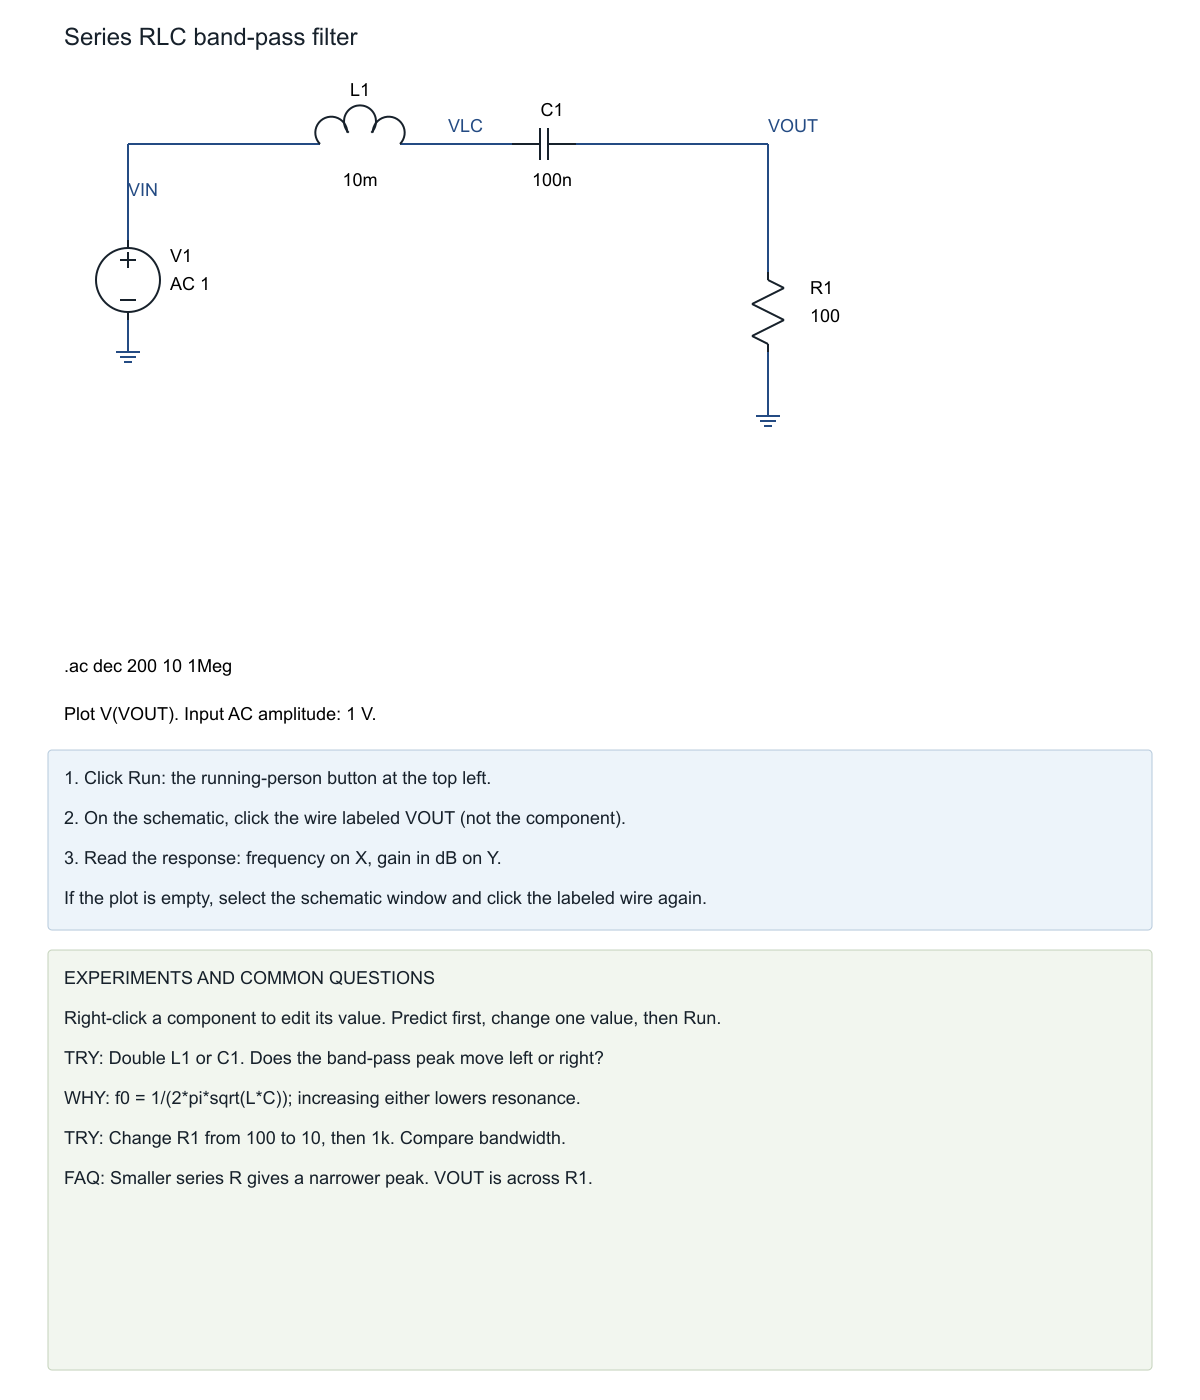 Series RLC band-pass filter
L1
C1
VLC
VOUT
10m
100n
VIN
V1
AC 1
R1
100
.ac dec 200 10 1Meg
Plot V(VOUT). Input AC amplitude: 1 V.
1. Click Run: the running-person button at the top left.
2. On the schematic, click the wire labeled VOUT (not the component).
3. Read the response: frequency on X, gain in dB on Y.
If the plot is empty, select the schematic window and click the labeled wire again.
EXPERIMENTS AND COMMON QUESTIONS
Right-click a component to edit its value. Predict first, change one value, then Run.
TRY: Double L1 or C1. Does the band-pass peak move left or right?
WHY: f0 = 1/(2*pi*sqrt(L*C)); increasing either lowers resonance.
TRY: Change R1 from 100 to 10, then 1k. Compare bandwidth.
FAQ: Smaller series R gives a narrower peak. VOUT is across R1.